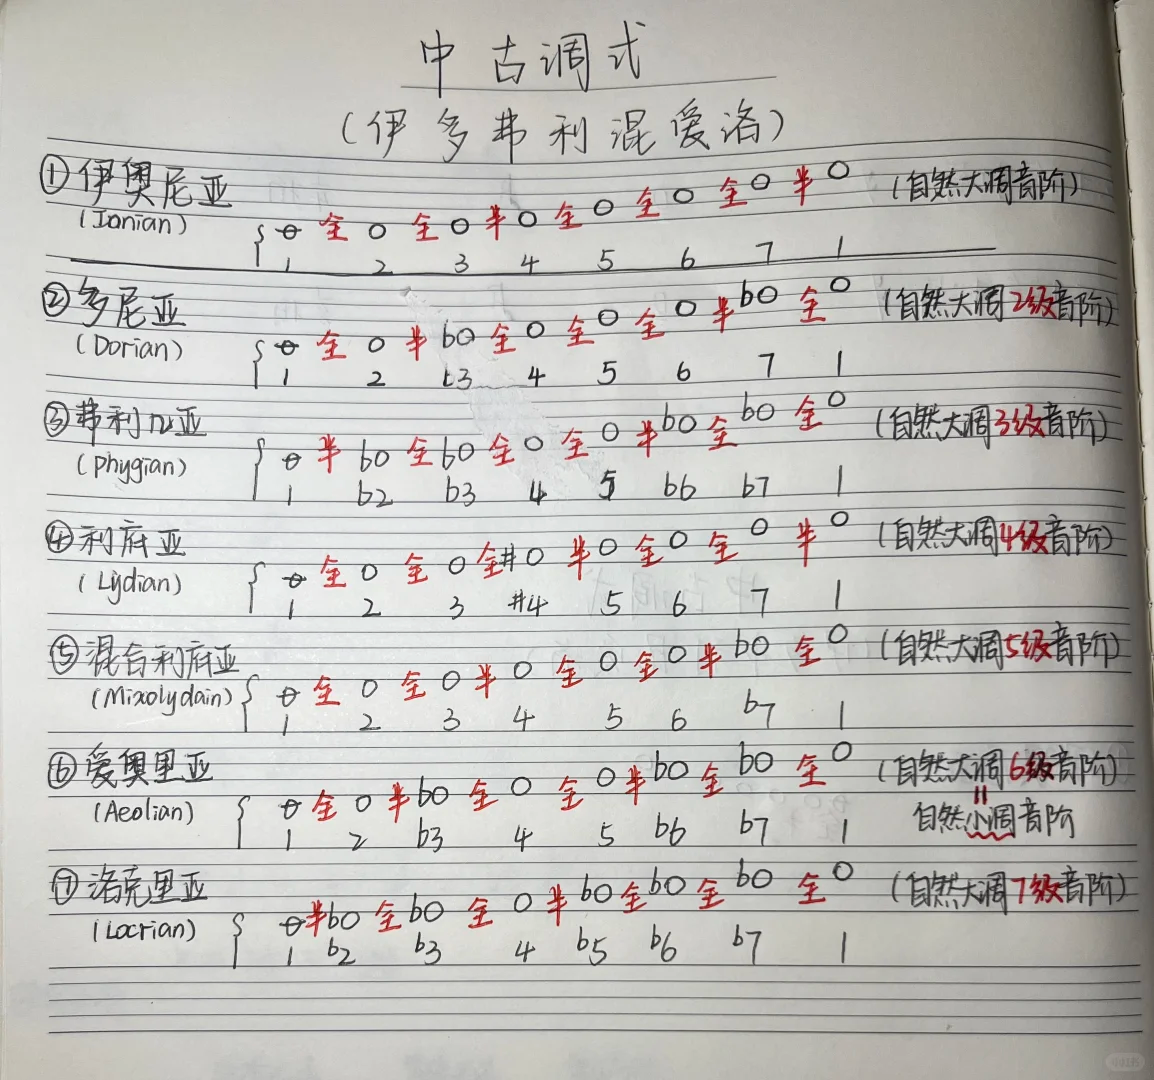 中古调式
(伊多弗利混爱洛)
①伊奥尼亚 全 全 半 全 全 全 半 (自然大调音阶)
(Ionian) 1 2 3 4 5 6 7 1
②多尼亚 全 半 b 全 全 全 半 b 全 (自然大调2级音阶)
(Dorian) 1 2 b3 4 5 6 7 1
③弗利几亚 半 b 全 b 全 全 半 b 全 b 全 (自然大调3级音阶)
(Phygian) 1 b2 b3 4 5 b6 b7 1
④利底亚 全 全 全 # 半 全 全 半 (自然大调4级音阶)
(Lydian) 1 2 3 #4 5 6 7 1
⑤混合利底亚 全 全 半 全 全 半 b 全 (自然大调5级音阶)
(Mixolydain) 1 2 3 4 5 6 b7 1
⑥爱奥里亚 全 半 b 全 全 半 b 全 b 全 (自然大调6级音阶)
=
(Aeolian) 1 2 b3 4 5 b6 b7 1 自然小调音阶
⑦洛克里亚 半 b 全 b 全 半 b 全 b 全 b 全 (自然大调7级音阶)
(Locrian) 1 b2 b3 4 b5 b6 b7 1